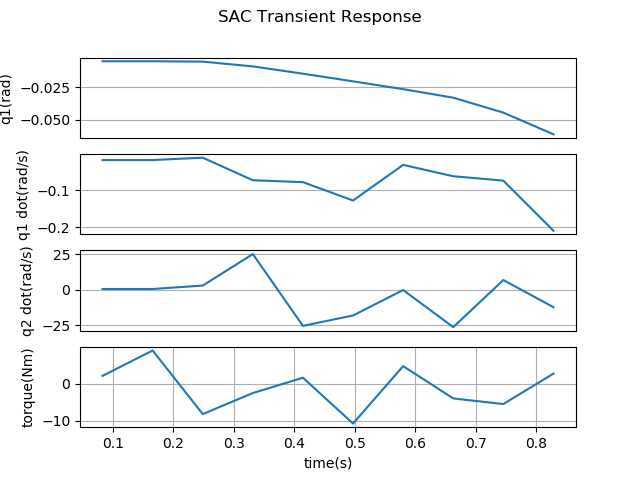 SAC Transient Response
q1(rad)
−0.025
−0.050
q1 dot(rad/s)
−0.1
−0.2
q2 dot(rad/s)
25
0
−25
torque(Nm)
0
−10
0.1 0.2 0.3 0.4 0.5 0.6 0.7 0.8
time(s)